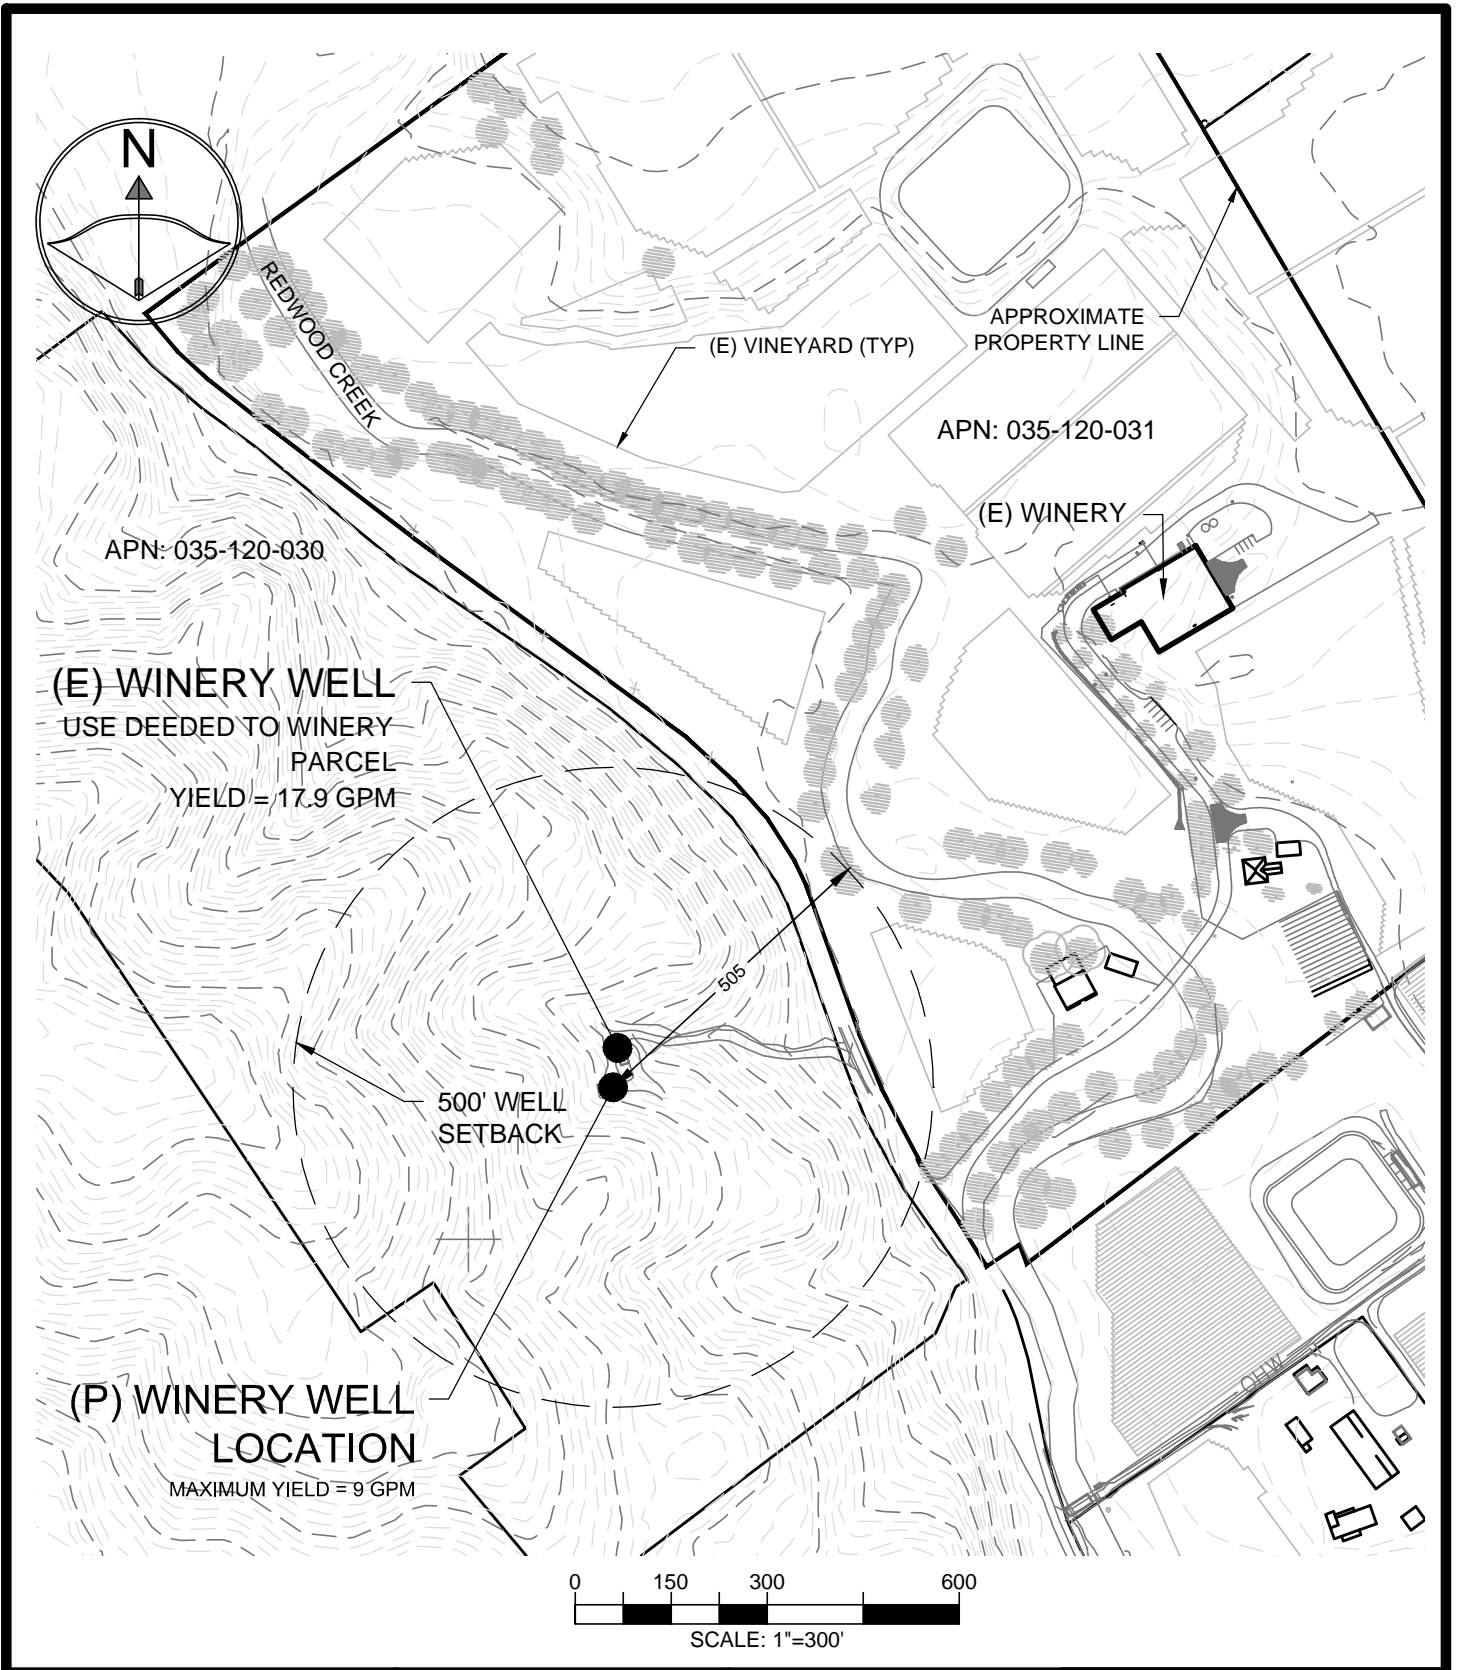 N
REDWOOD CREEK
(E) VINEYARD (TYP)
APPROXIMATE
PROPERTY LINE
APN: 035-120-031
(E) WINERY
APN: 035-120-030
(E) WINERY WELL
USE DEEDED TO WINERY
PARCEL
YIELD = 17.9 GPM
505
500' WELL
SETBACK
(P) WINERY WELL
LOCATION
MAXIMUM YIELD = 9 GPM
OHW
0 150 300 600
SCALE: 1"=300'